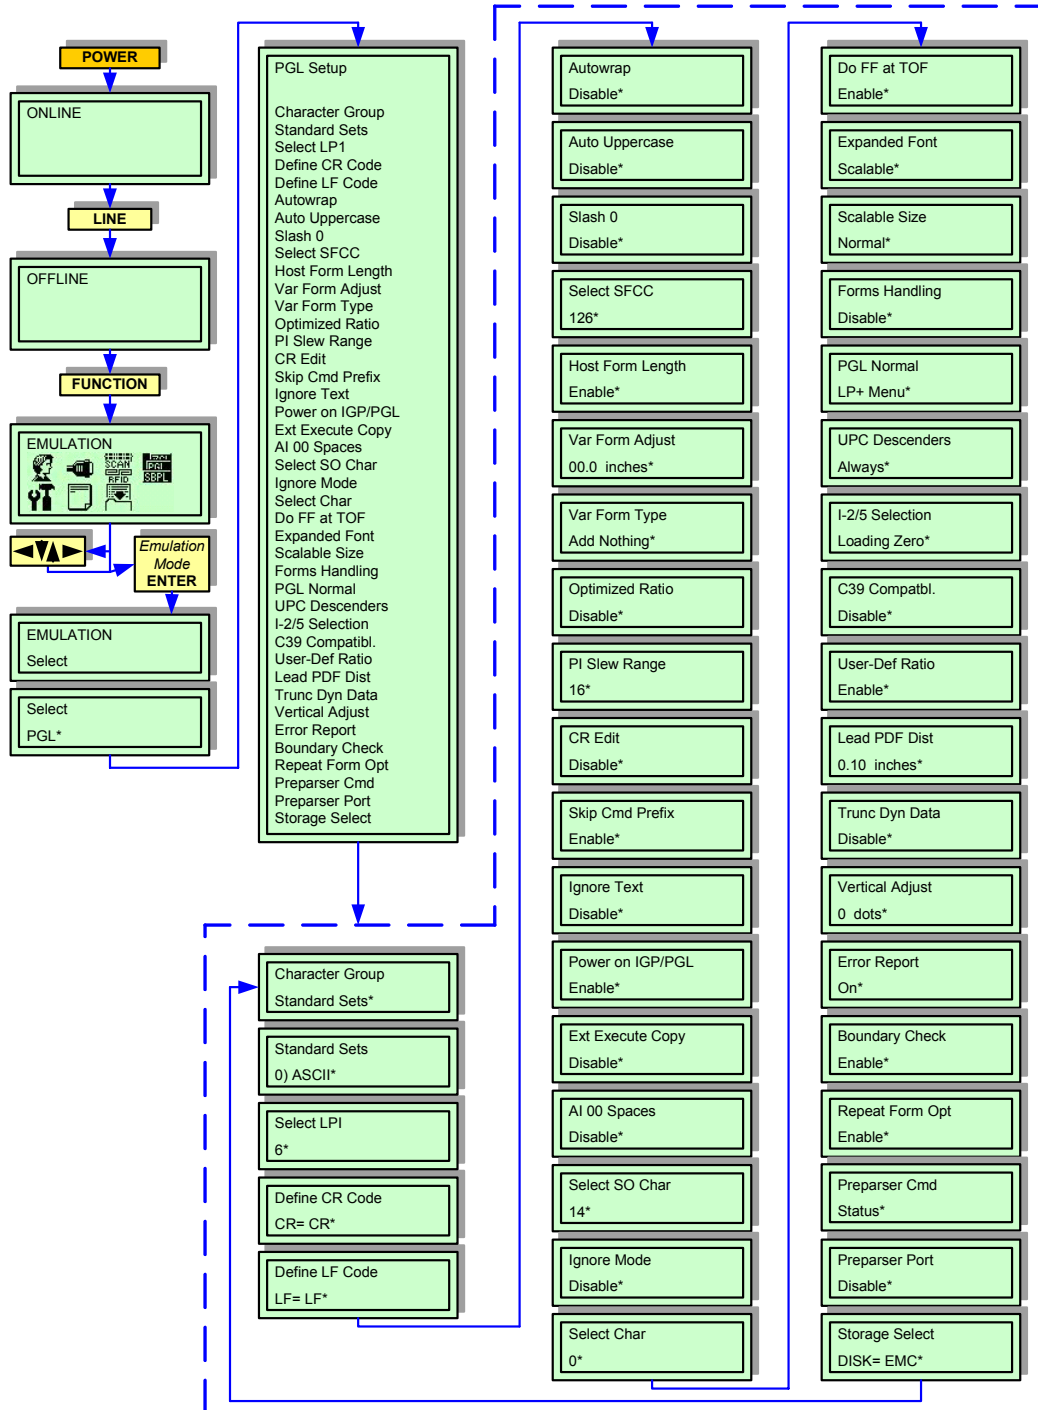 POWER
ONLINE
LINE
OFFLINE
FUNCTION
EMULATION
SCAN
RFID
PGL
SBPL
Emulation
Mode
ENTER
EMULATION
Select
Select
PGL*
PGL Setup
Character Group
Standard Sets
Select LP1
Define CR Code
Define LF Code
Autowrap
Auto Uppercase
Slash 0
Select SFCC
Host Form Length
Var Form Adjust
Var Form Type
Optimized Ratio
PI Slew Range
CR Edit
Skip Cmd Prefix
Ignore Text
Power on IGP/PGL
Ext Execute Copy
AI 00 Spaces
Select SO Char
Ignore Mode
Select Char
Do FF at TOF
Expanded Font
Scalable Size
Forms Handling
PGL Normal
UPC Descenders
I-2/5 Selection
C39 Compatibl.
User-Def Ratio
Lead PDF Dist
Trunc Dyn Data
Vertical Adjust
Error Report
Boundary Check
Repeat Form Opt
Preparser Cmd
Preparser Port
Storage Select
Character Group
Standard Sets*
Standard Sets
0) ASCII*
Select LPI
6*
Define CR Code
CR= CR*
Define LF Code
LF= LF*
Autowrap
Disable*
Auto Uppercase
Disable*
Slash 0
Disable*
Select SFCC
126*
Host Form Length
Enable*
Var Form Adjust
00.0 inches*
Var Form Type
Add Nothing*
Optimized Ratio
Disable*
PI Slew Range
16*
CR Edit
Disable*
Skip Cmd Prefix
Enable*
Ignore Text
Disable*
Power on IGP/PGL
Enable*
Ext Execute Copy
Disable*
AI 00 Spaces
Disable*
Select SO Char
14*
Ignore Mode
Disable*
Select Char
0*
Do FF at TOF
Enable*
Expanded Font
Scalable*
Scalable Size
Normal*
Forms Handling
Disable*
PGL Normal
LP+ Menu*
UPC Descenders
Always*
I-2/5 Selection
Loading Zero*
C39 Compatbl.
Disable*
User-Def Ratio
Enable*
Lead PDF Dist
0.10 inches*
Trunc Dyn Data
Disable*
Vertical Adjust
0 dots*
Error Report
On*
Boundary Check
Enable*
Repeat Form Opt
Enable*
Preparser Cmd
Status*
Preparser Port
Disable*
Storage Select
DISK= EMC*